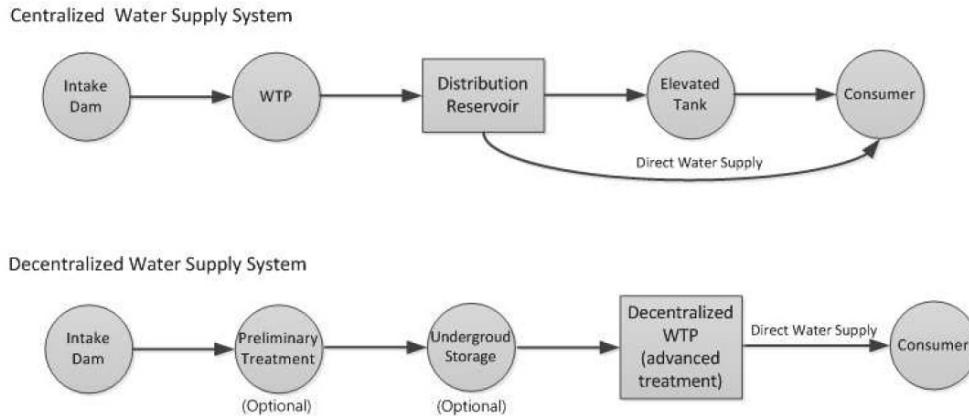 Centralized Water Supply System
Intake
Dam
WTP
Distribution
Reservoir
Elevated
Tank
Consumer
Direct Water Supply
Decentralized Water Supply System
Intake
Dam
Preliminary
Treatment
(Optional)
Undergroud
Storage
(Optional)
Decentralized
WTP
(advanced
treatment)
Direct Water Supply
Consumer